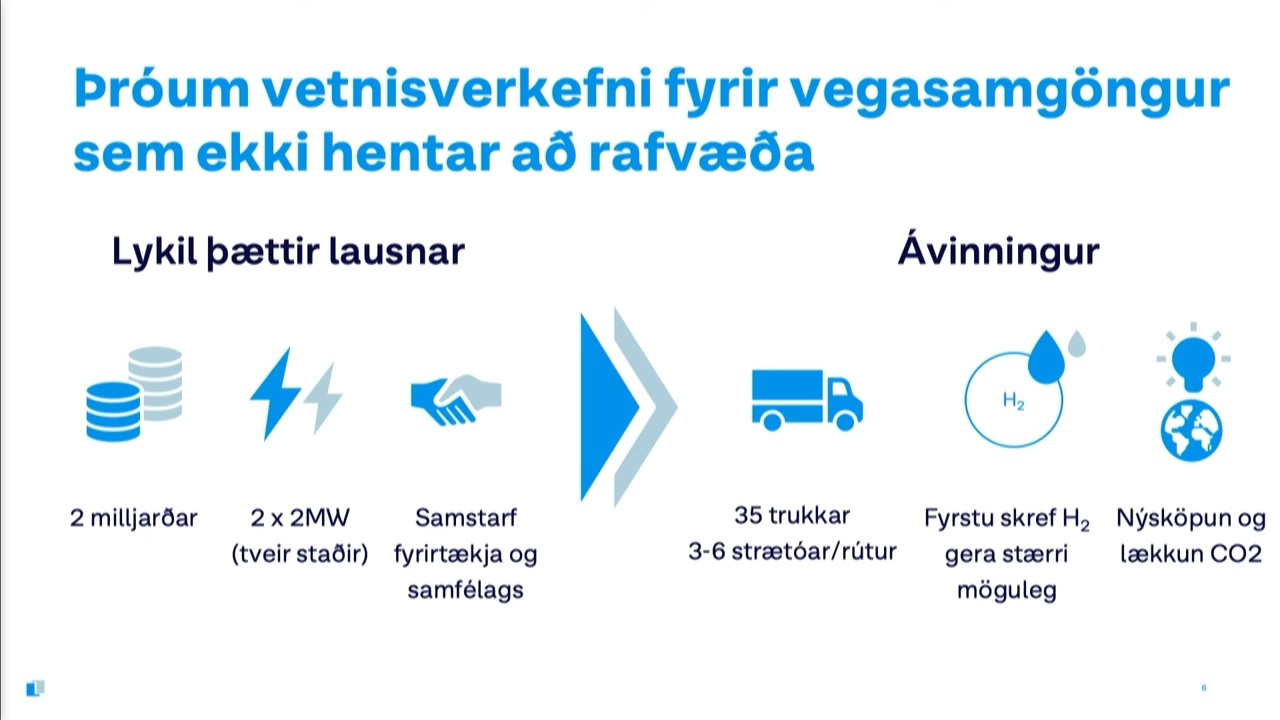 Þróum vetnisverkefni fyrir vegasamgöngur
sem ekki hentar að rafvæða
Lykil þættir lausnar
2 milljarðar
2 x 2MW
(tveir staðir)
Samstarf
fyrirtækja og
samfélags
Ávinningur
35 trukkar
3-6 strætóar/rútur
H₂
Fyrstu skref H₂
gera stærri
möguleg
Nýsköpun og
lækkun CO2
6